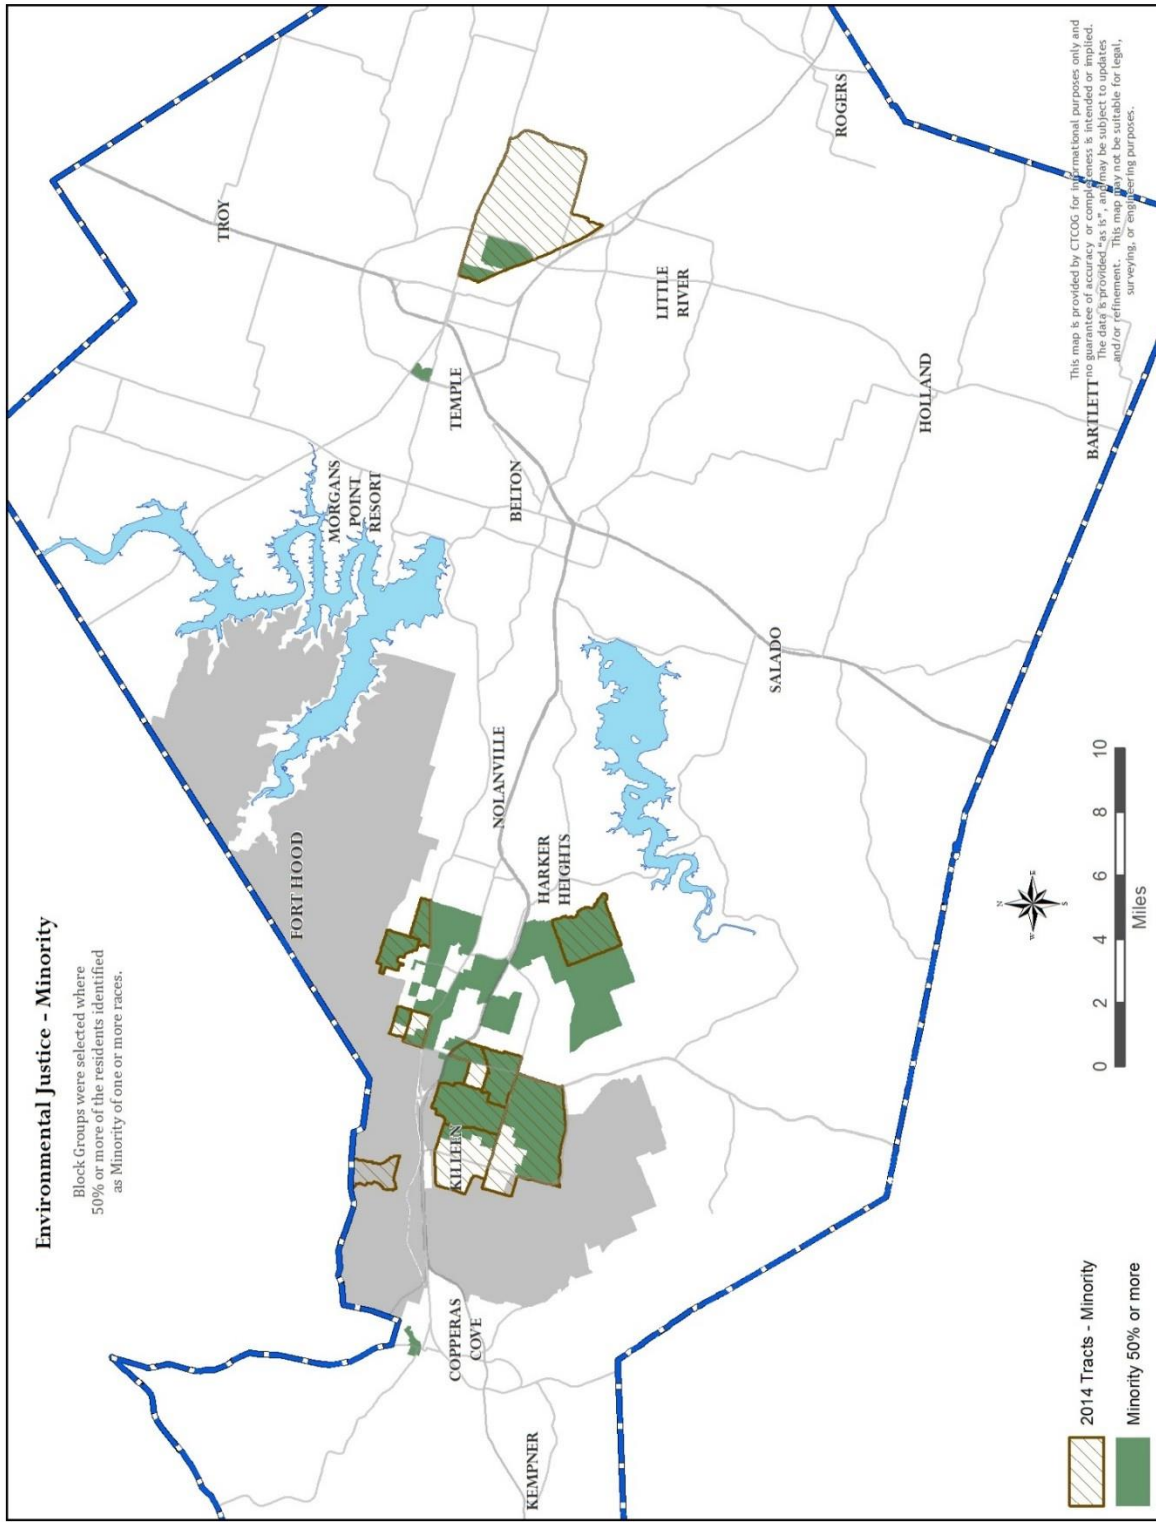 Environmental Justice - Minority
Block Groups were selected where
50% or more of the residents identified
as Minority of one or more races.
TROY
ROGERS
LITTLE
RIVER
TEMPLE
MORGANS
POINT
RESORT
BELTON
HOLLAND
BARTLETT
SALADO
NOLANVILLE
FORT HOOD
HARKER
HEIGHTS
KILLEEN
COPPERAS
COVE
KEMPNER
N
W
E
S
0 2 4 6 8 10
Miles
2014 Tracts - Minority
Minority 50% or more
This map is provided by CTCOG for informational purposes only and
no guarantee of accuracy or completeness is intended or implied.
The data is provided "as is", and may be subject to updates
and/or refinement. This map may not be suitable for legal,
surveying, or engineering purposes.